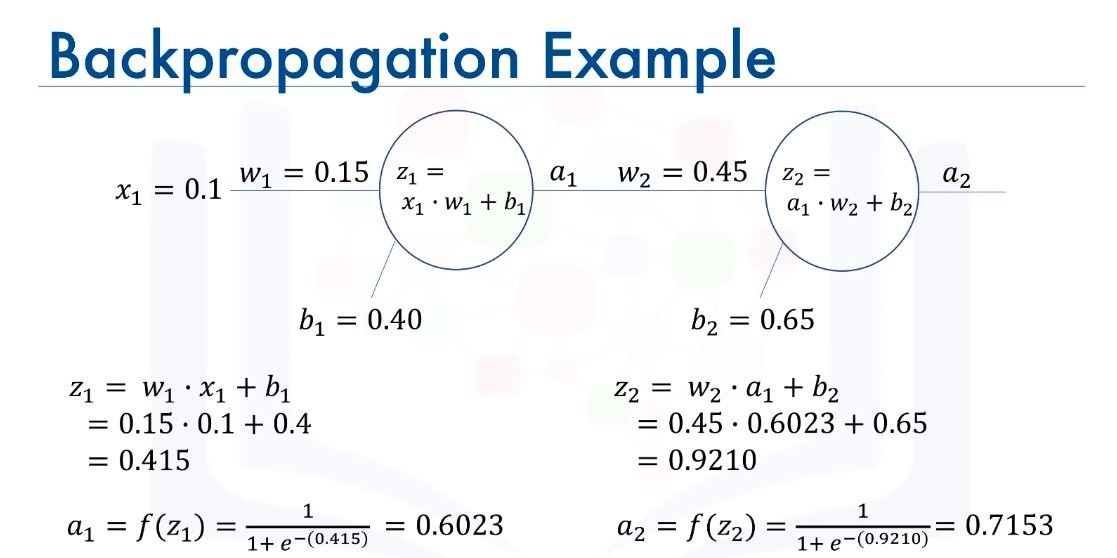 Backpropagation Example
x₁ = 0.1
w₁ = 0.15
z₁ =
x₁ · w₁ + b₁
a₁
w₂ = 0.45
z₂ =
a₁ · w₂ + b₂
a₂
b₁ = 0.40
b₂ = 0.65
z₁ = w₁ · x₁ + b₁
= 0.15 · 0.1 + 0.4
= 0.415
a₁ = f(z₁) = 1 / 1+ e^−(0.415) = 0.6023
z₂ = w₂ · a₁ + b₂
= 0.45 · 0.6023 + 0.65
= 0.9210
a₂ = f(z₂) = 1 / 1+ e^−(0.9210) = 0.7153